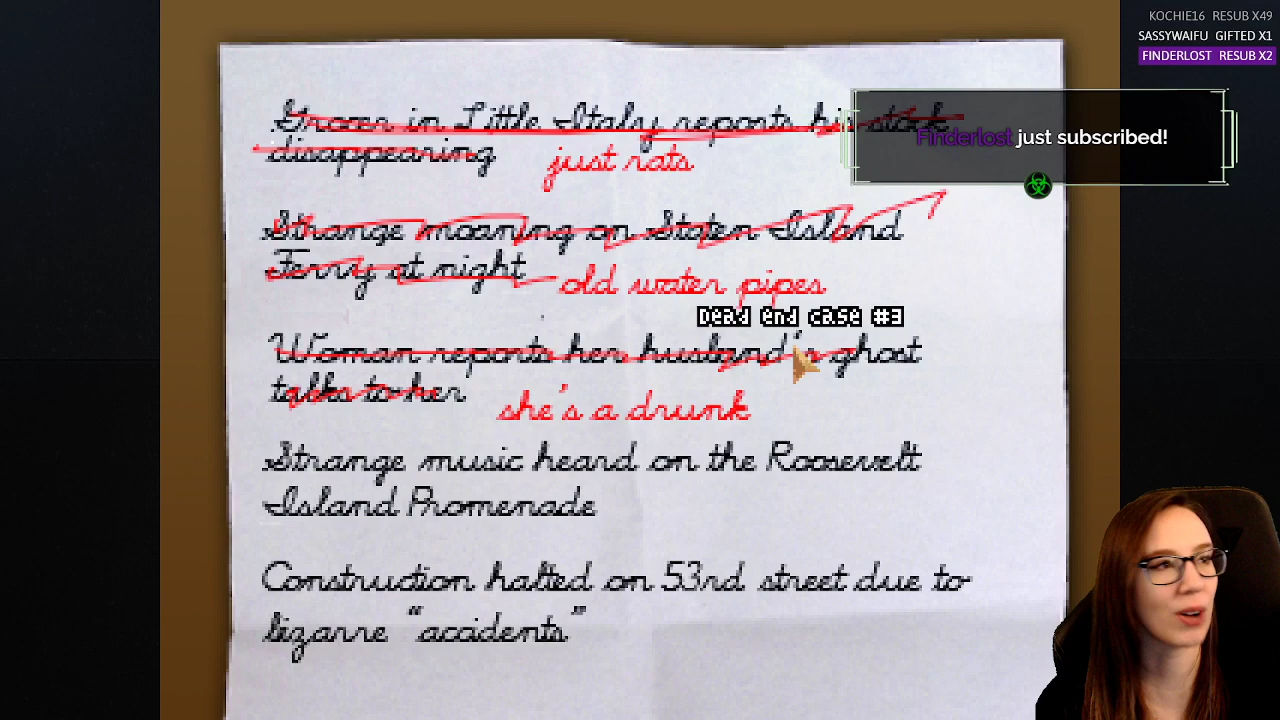 KOCHIE16 RESUB X49
SASSYWAIFU GIFTED X1
FINDERLOST RESUB X2
Grocer in Little Italy reports his stock
Finderlost just subscribed!
disappearing just rats
Strange moaning on Staten Island
Ferry at night old water pipes
Dead end case #3
Woman reports her husband's ghost
talks to her she's a drunk
Strange music heard on the Roosevelt
Island Promenade
Construction halted on 53rd street due to
bizarre "accidents"